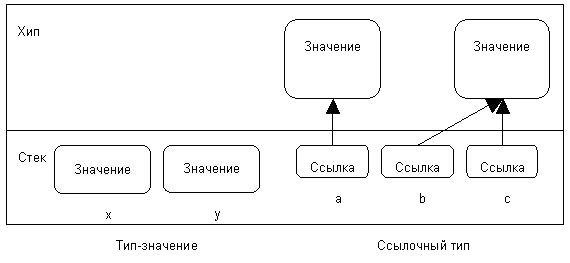 Хип
Значение
Значение
Стек
Значение
Значение
Ссылка
Ссылка
Ссылка
x
y
a
b
c
Тип-значение
Ссылочный тип